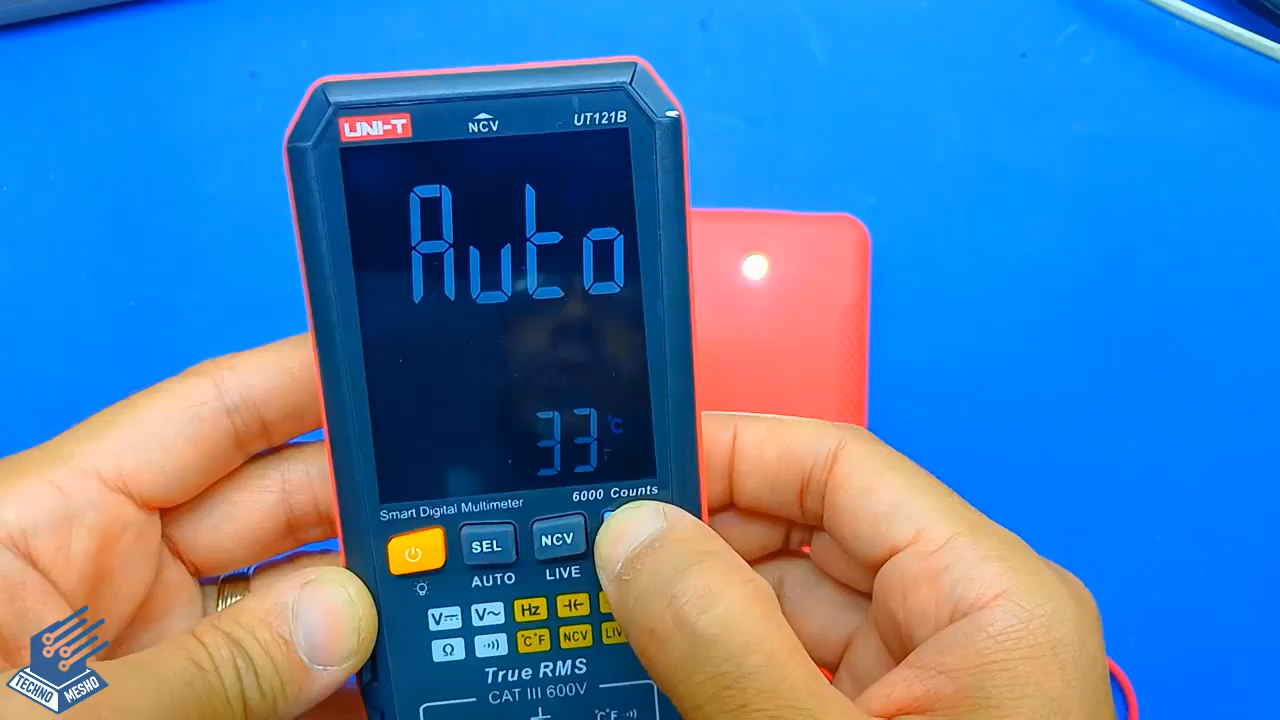 UNI-T
NCV
UT121B
Auto
33 °C
F
6000 Counts
Smart Digital Multimeter
SEL
NCV
AUTO
LIVE
V⎓ V~ Hz
Ω °C°F NCV LIV
True RMS
CAT III 600V
°C°F
TECHNO MESHO